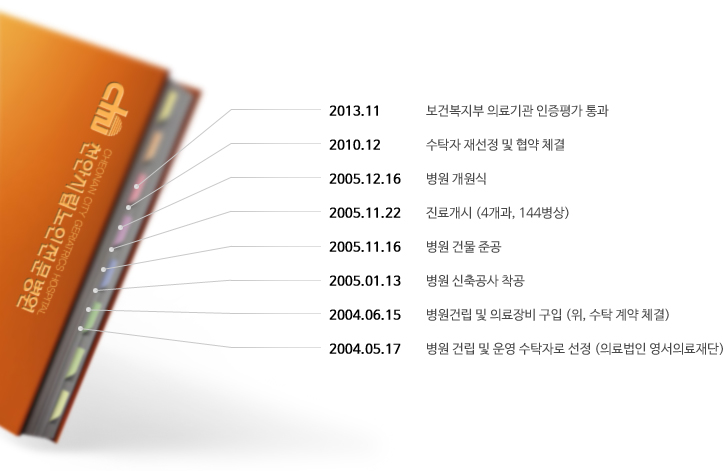 천안시립노인전문병원
CHEONAN CITY GERIATRICS HOSPITAL
2013.11 보건복지부 의료기관 인증평가 통과
2010.12 수탁자 재선정 및 협약 체결
2005.12.16 병원 개원식
2005.11.22 진료개시 (4개과, 144병상)
2005.11.16 병원 건물 준공
2005.01.13 병원 신축공사 착공
2004.06.15 병원건립 및 의료장비 구입 (위, 수탁 계약 체결)
2004.05.17 병원 건립 및 운영 수탁자로 선정 (의료법인 영서의료재단)